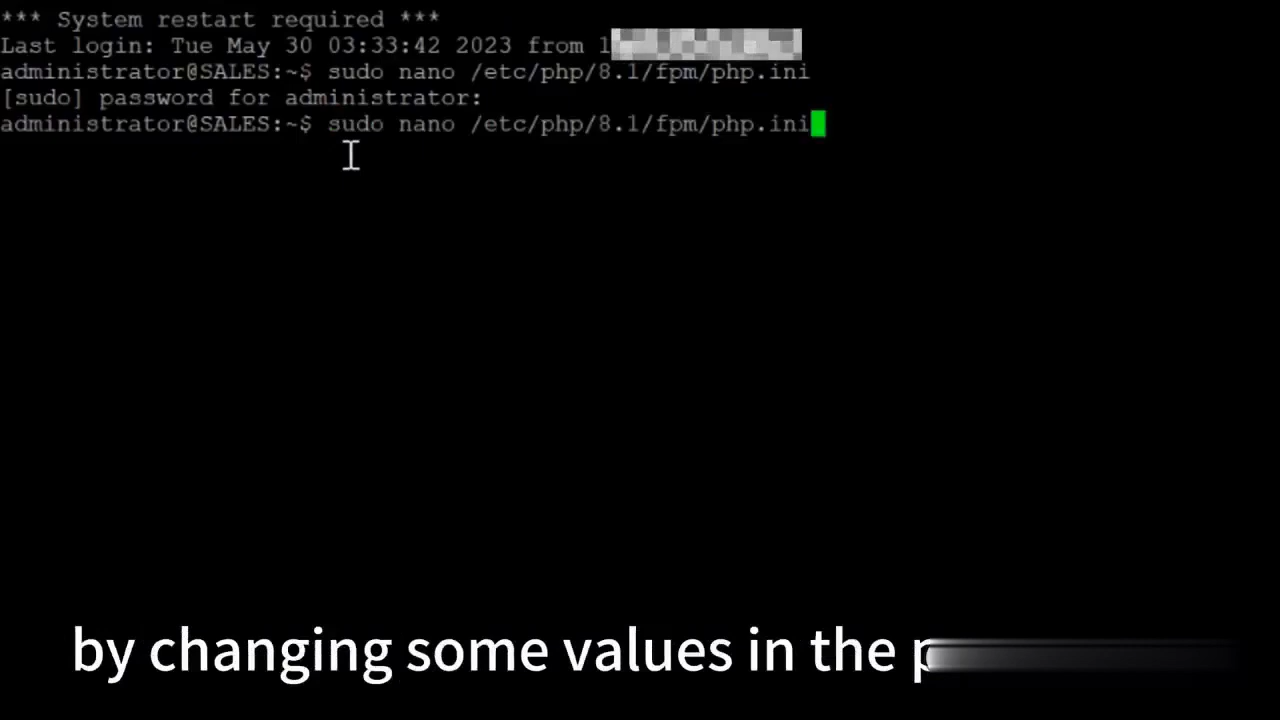 *** System restart required ***
Last login: Tue May 30 03:33:42 2023 from 1
administrator@SALES:~$ sudo nano /etc/php/8.1/fpm/php.ini
[sudo] password for administrator:
administrator@SALES:~$ sudo nano /etc/php/8.1/fpm/php.ini
by changing some values in the